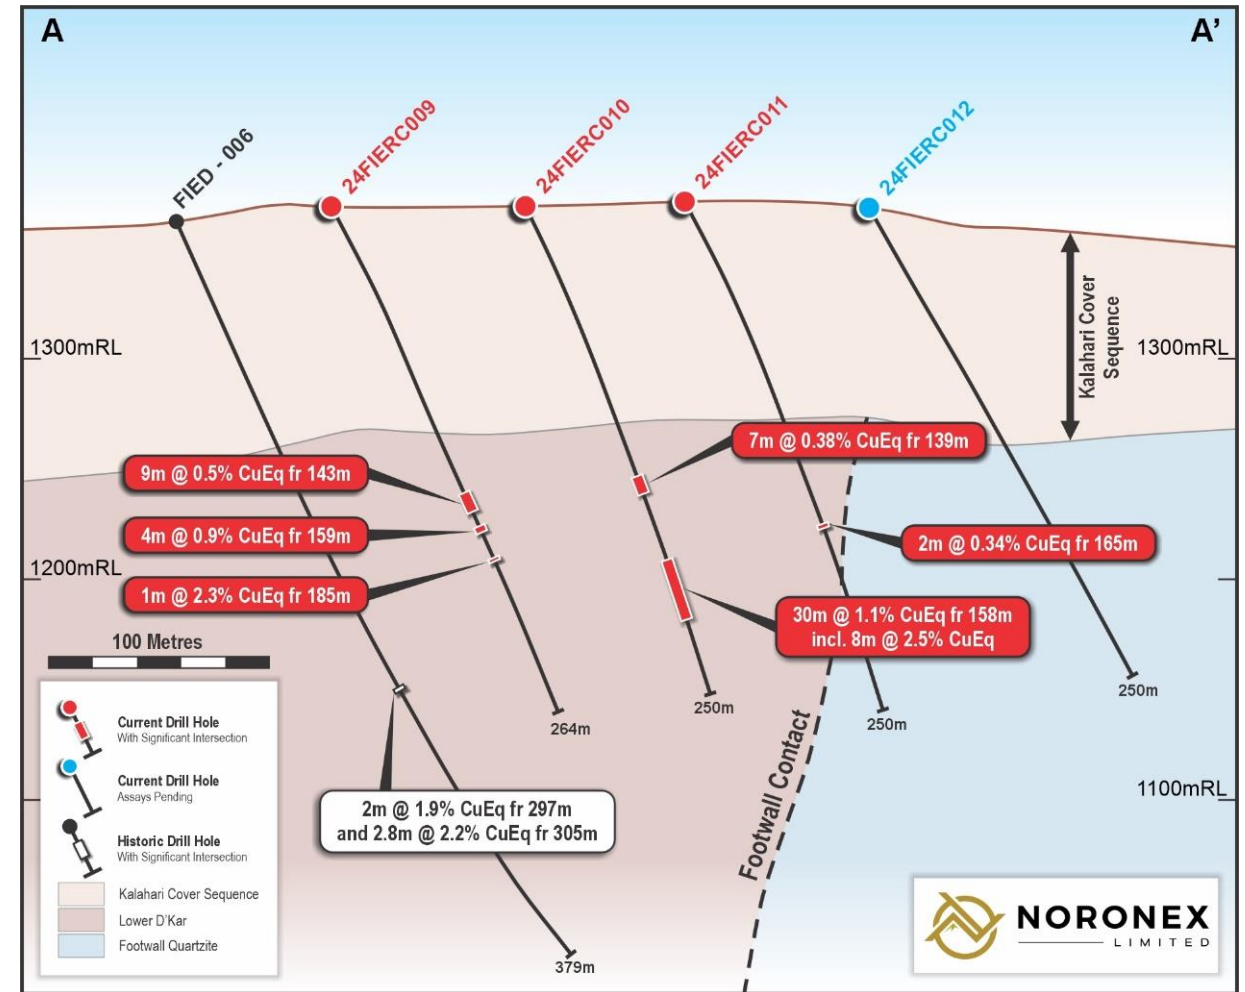 A
A'
FIED - 006
24FIERC009
24FIERC010
24FIERC011
24FIERC012
Kalahari Cover
Sequence
1300mRL
1300mRL
9m @ 0.5% CuEq fr 143m
7m @ 0.38% CuEq fr 139m
4m @ 0.9% CuEq fr 159m
2m @ 0.34% CuEq fr 165m
1200mRL
1m @ 2.3% CuEq fr 185m
30m @ 1.1% CuEq fr 158m
incl. 8m @ 2.5% CuEq
100 Metres
264m
250m
250m
250m
Footwall Contact
1100mRL
2m @ 1.9% CuEq fr 297m
and 2.8m @ 2.2% CuEq fr 305m
379m
Current Drill Hole
With Significant Intersection
Current Drill Hole
Assays Pending
Historic Drill Hole
With Significant Intersection
Kalahari Cover Sequence
Lower D'Kar
Footwall Quartzite
NORONEX
LIMITED